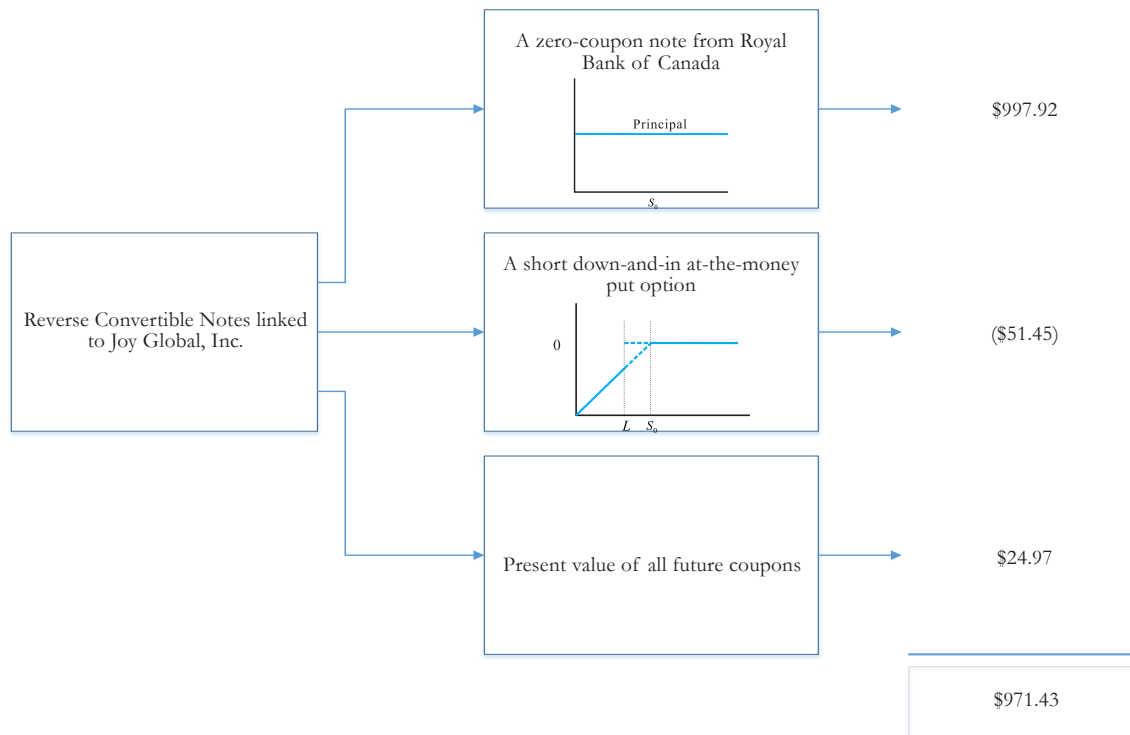 A zero-coupon note from Royal
Bank of Canada
Principal
S₀
$997.92
Reverse Convertible Notes linked
to Joy Global, Inc.
A short down-and-in at-the-money
put option
0
L S₀
($51.45)
Present value of all future coupons
$24.97
$971.43